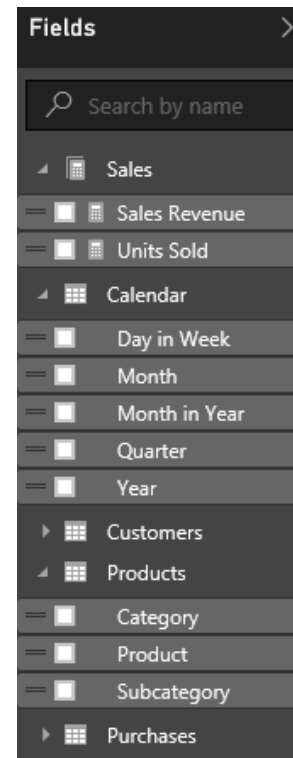 Fields
Search by name
Sales
Sales Revenue
Units Sold
Calendar
Day in Week
Month
Month in Year
Quarter
Year
Customers
Products
Category
Product
Subcategory
Purchases